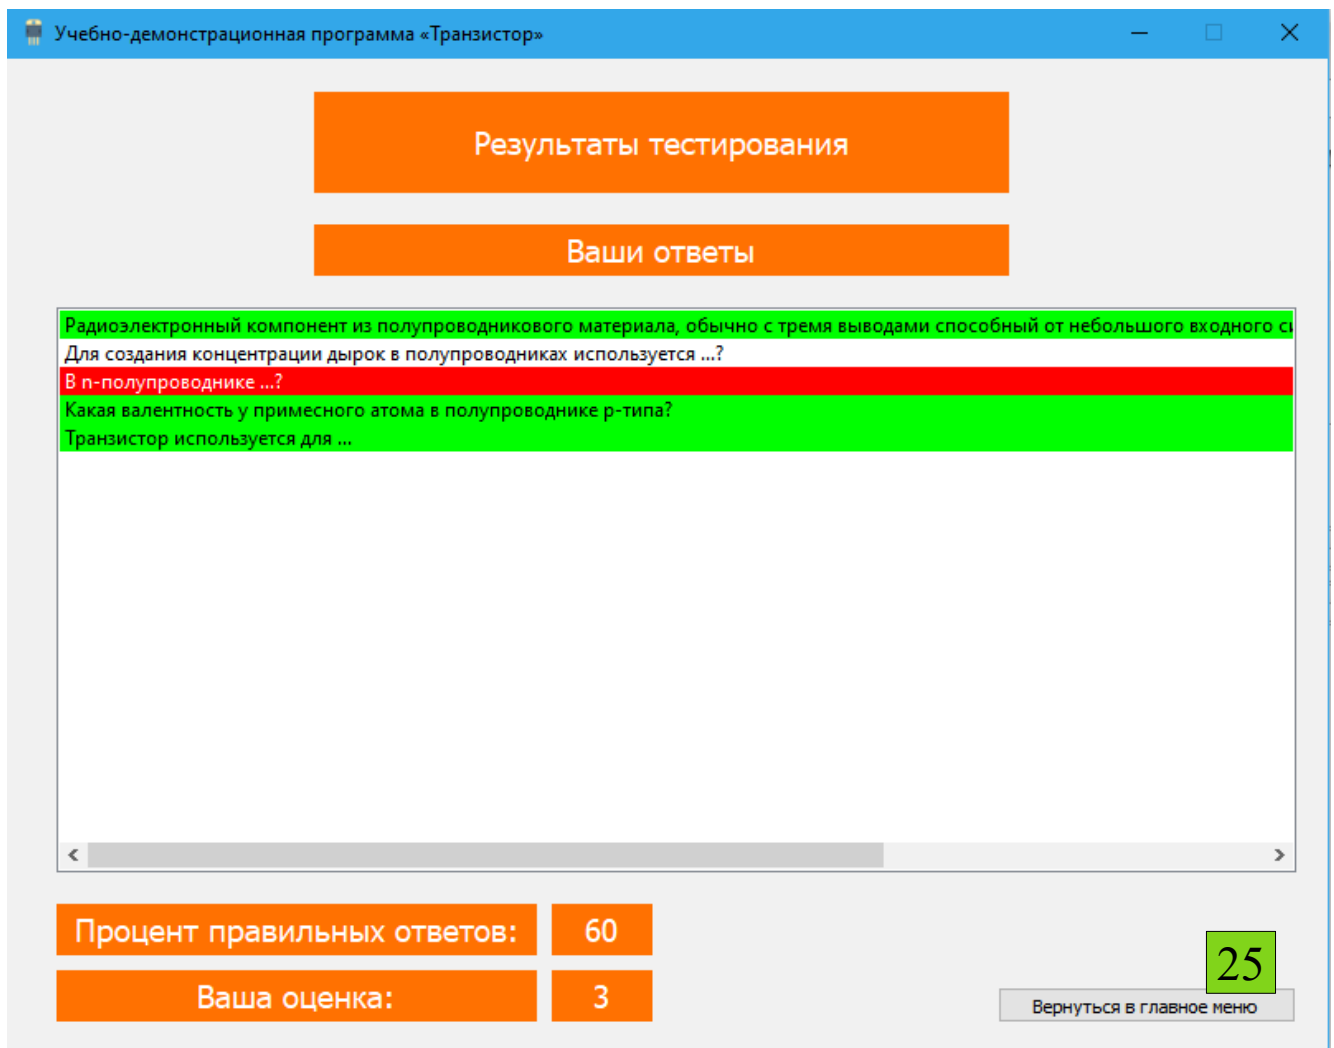 Учебно-демонстрационная программа «Транзистор»
Результаты тестирования
Ваши ответы
Радиоэлектронный компонент из полупроводникового материала, обычно с тремя выводами способный от небольшого входного
Для создания концентрации дырок в полупроводниках используется ...?
В n-полупроводнике ...?
Какая валентность у примесного атома в полупроводнике p-типа?
Транзистор используется для ...
Процент правильных ответов: 60
Ваша оценка: 3
25
Вернуться в главное меню